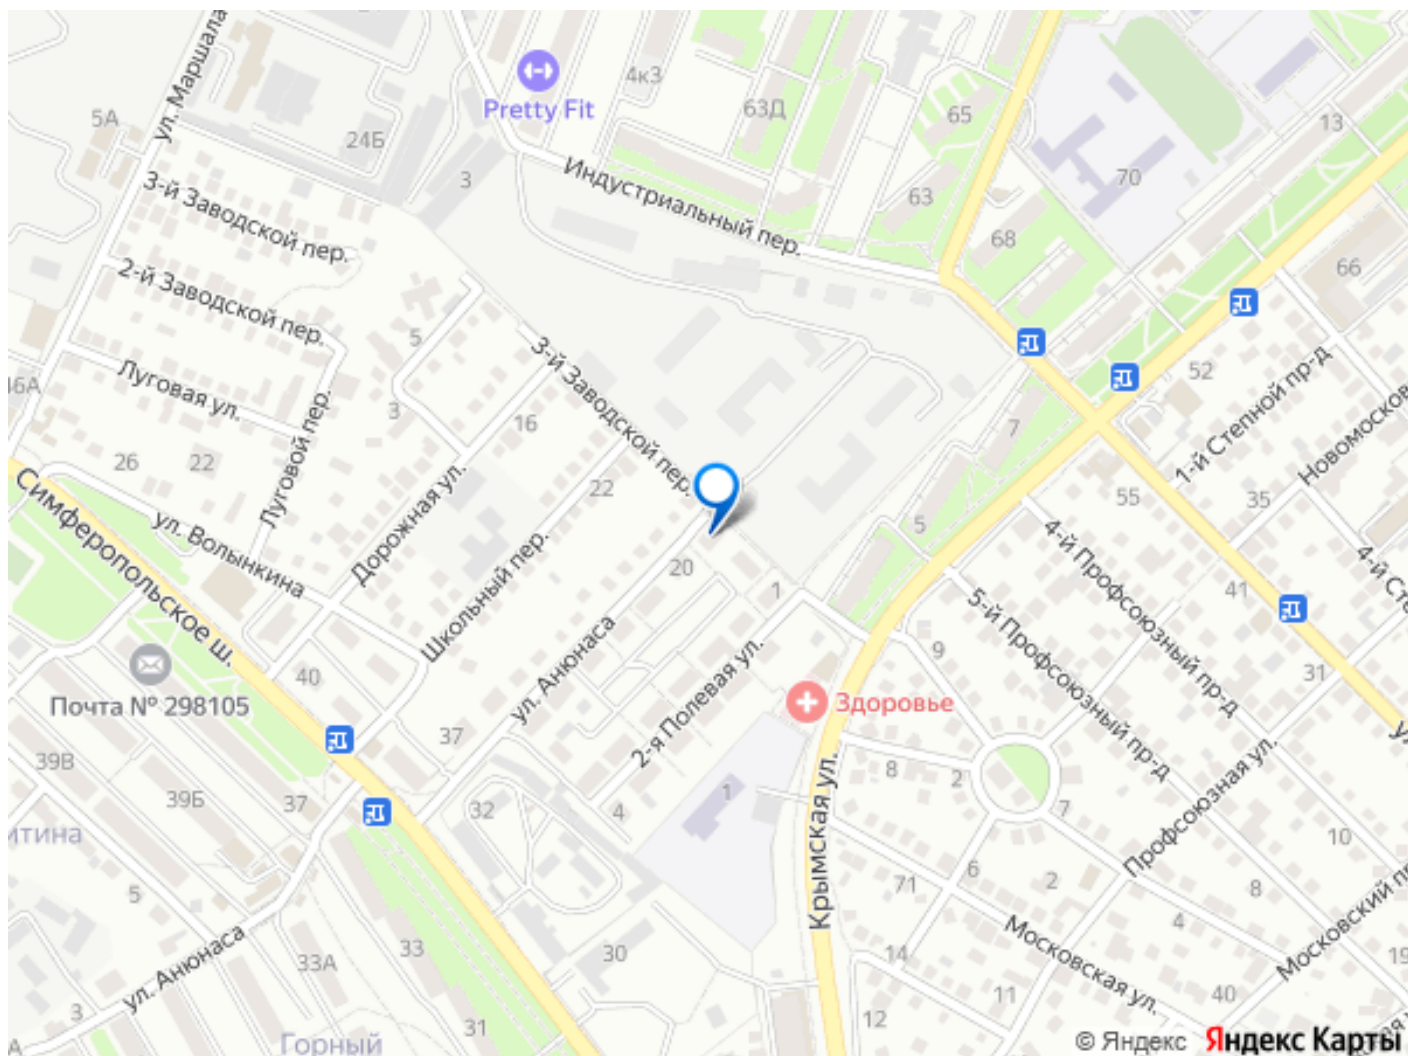 ул. Маршала
5А
24Б
3
Pretty Fit
4к3
63Д
65
63
68
70
13
66
Индустриальный пер.
3-й Заводской пер.
2-й Заводской пер.
Луговая ул.
Луговой пер.
5
3
16
3-й Заводской пер.
52
1-й Степной пр-д
Новомосков
7
46А
26
22
22
Симферопольское ш.
ул. Волынкина
Дорожная ул.
Школьный пер.
20
5
55
35
1
41
4-й Профсоюзный пр-д
5-й Профсоюзный пр-д
ул. Анюнаса
2-я Полевая ул.
Почта № 298105
40
Здоровье
9
31
37
39В
39Б
37
32
4
1
8
2
7
Профсоюзная ул.
Крымская ул.
10
5
71
6
2
8
4
Московский пр
Московская ул.
ул. Анюнаса
33А
33
30
14
11
40
19
3
31
12
Горный
© Яндекс Яндекс Карты